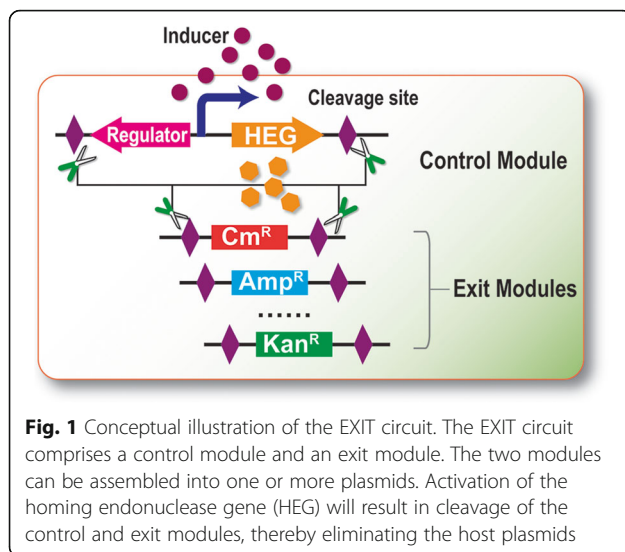 Inducer
Cleavage site
Regulator
HEG
Control Module
Cm^R
Amp^R
Exit Modules
......
Kan^R
Fig. 1 Conceptual illustration of the EXIT circuit. The EXIT circuit
comprises a control module and an exit module. The two modules
can be assembled into one or more plasmids. Activation of the
homing endonuclease gene (HEG) will result in cleavage of the
control and exit modules, thereby eliminating the host plasmids